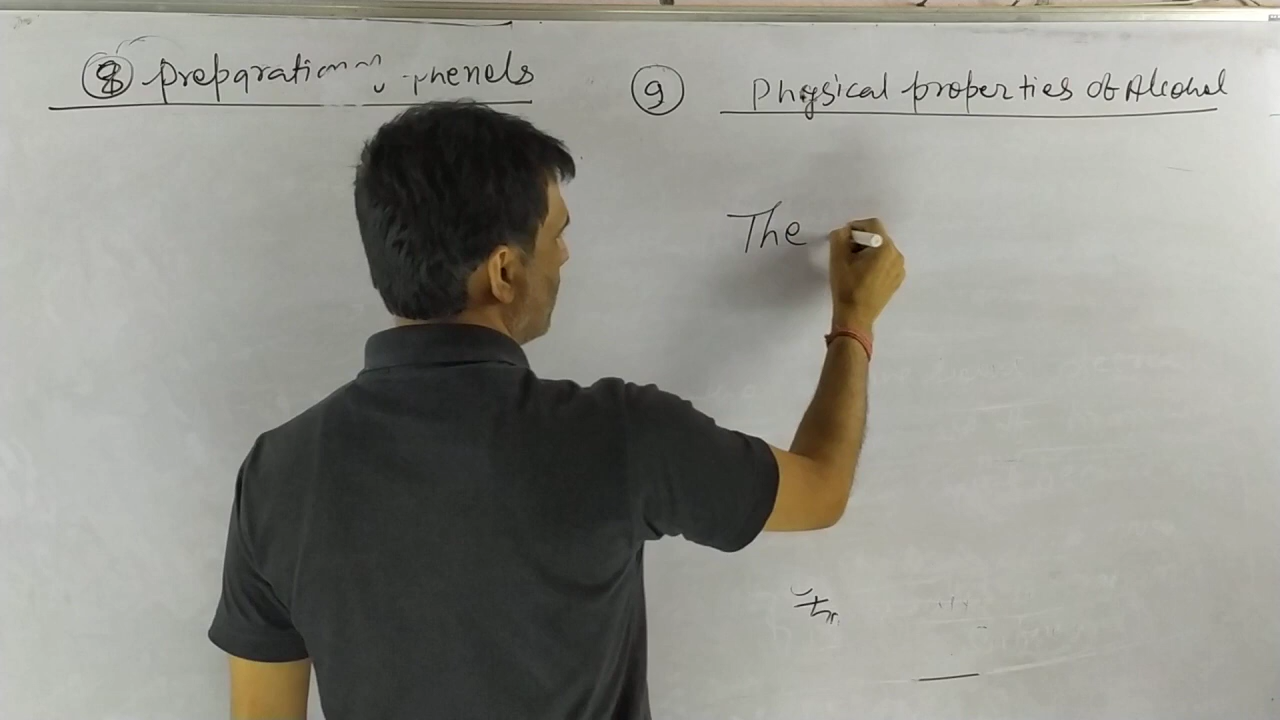 8 preparation of phenols
9 Physical properties of Alcohol
The